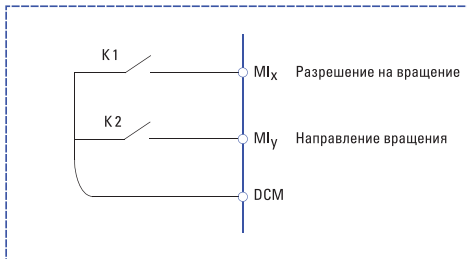 K1
MIx Разрешение на вращение
K2
MIy Направление вращения
DCM